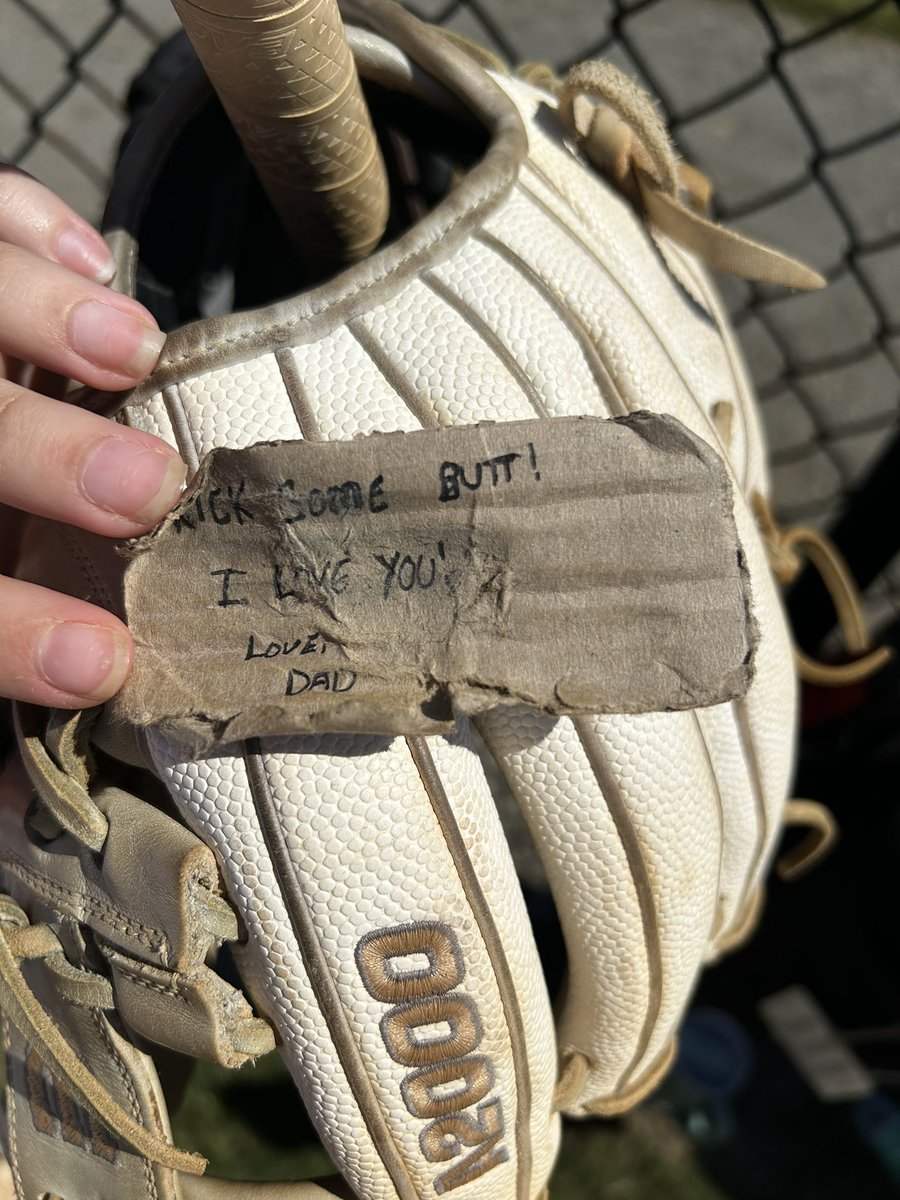 KICK SOME BUTT!
I LOVE YOU!
LOVE,
DAD
A2000